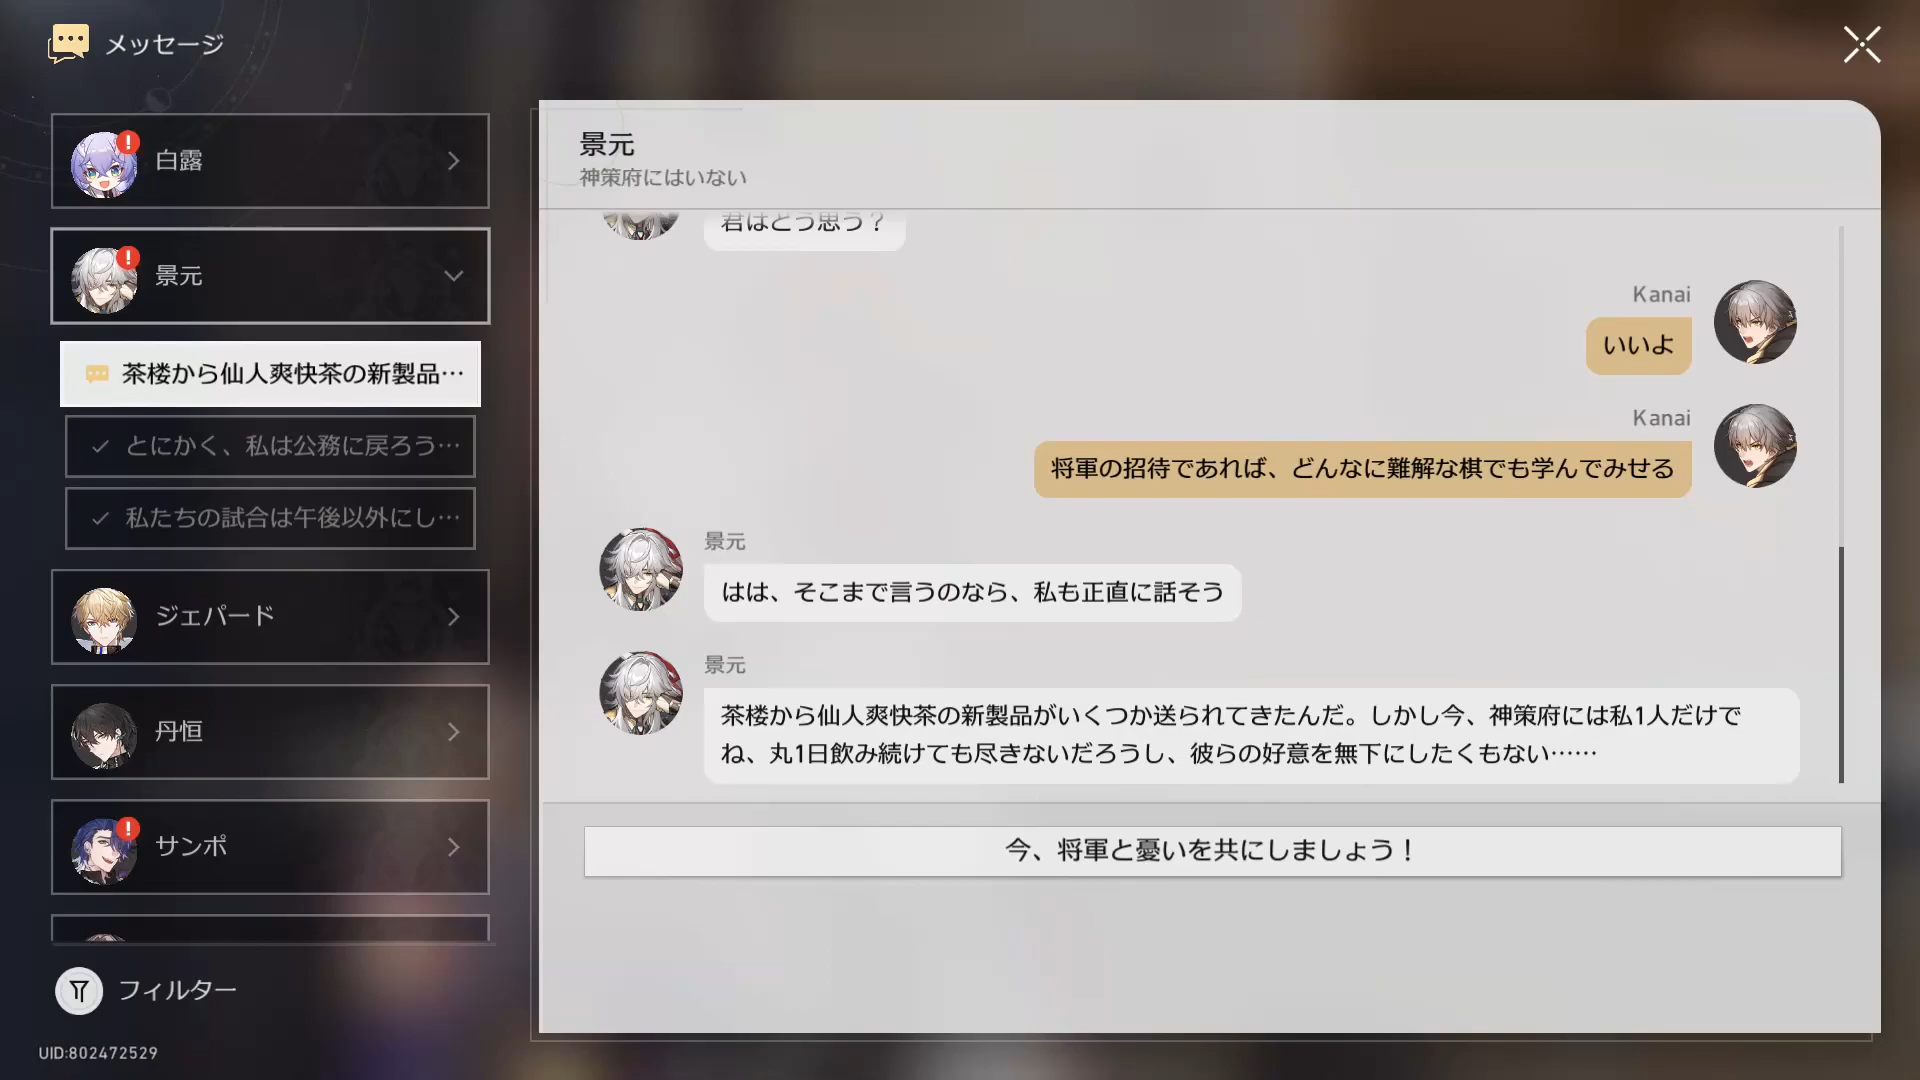 メッセージ
白露
景元
茶楼から仙人爽快茶の新製品…
とにかく、私は公務に戻ろう…
私たちの試合は午後以外にし…
ジェパード
丹恒
サンポ
フィルター
UID:802472529
景元
神策府にはいない
君はどう思う？
Kanai
いいよ
Kanai
将軍の招待であれば、どんなに難解な棋でも学んでみせる
景元
はは、そこまで言うのなら、私も正直に話そう
景元
茶楼から仙人爽快茶の新製品がいくつか送られてきたんだ。しかし今、神策府には私1人だけで
ね、丸1日飲み続けても尽きないだろうし、彼らの好意を無下にしたくもない……
今、将軍と憂いを共にしましょう！